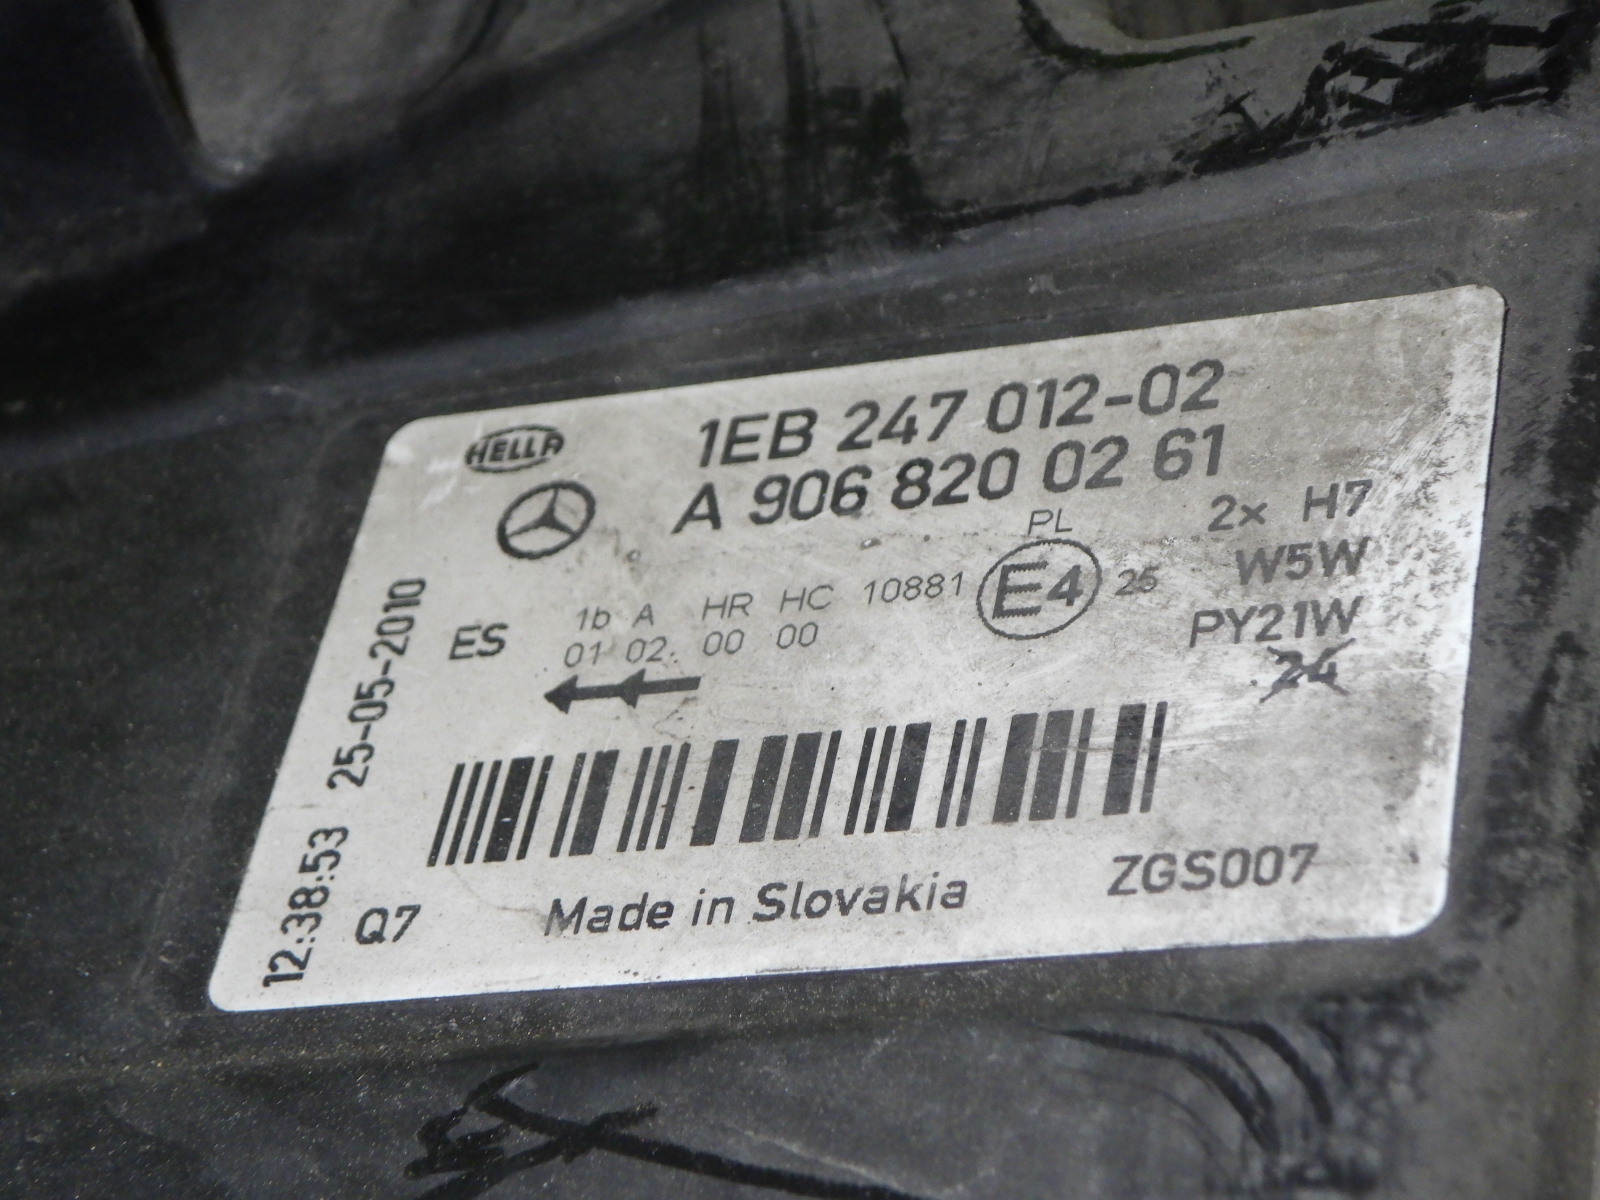 HELLA
1EB 247 012-02
A 906 820 02 61
PL
2x H7
W5W
PY21W
24
ES
1b A HR HC 10881
E4 25
01 02. 00 00
12:38:53 25-05-2010
Q7
Made in Slovakia
ZGS007